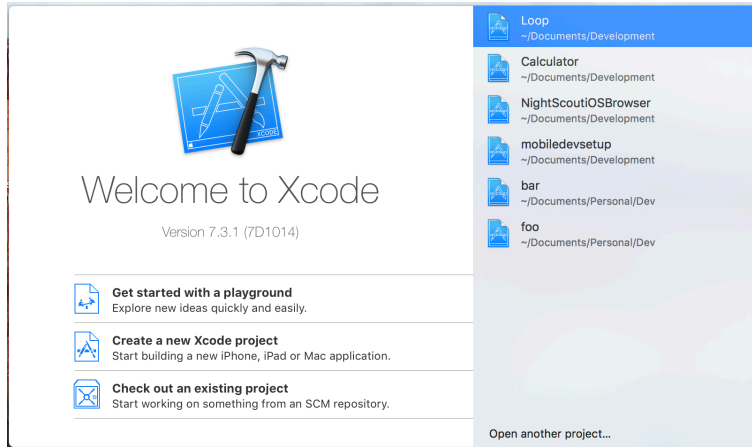 XCODE
Welcome to Xcode
Version 7.3.1 (7D1014)
Get started with a playground
Explore new ideas quickly and easily.
Create a new Xcode project
Start building a new iPhone, iPad or Mac application.
Check out an existing project
Start working on something from an SCM repository.
Loop
~/Documents/Development
Calculator
~/Documents/Development
NightScoutiOSBrowser
~/Documents/Development
mobiledevsetup
~/Documents/Development
bar
~/Documents/Personal/Dev
foo
~/Documents/Personal/Dev
Open another project...